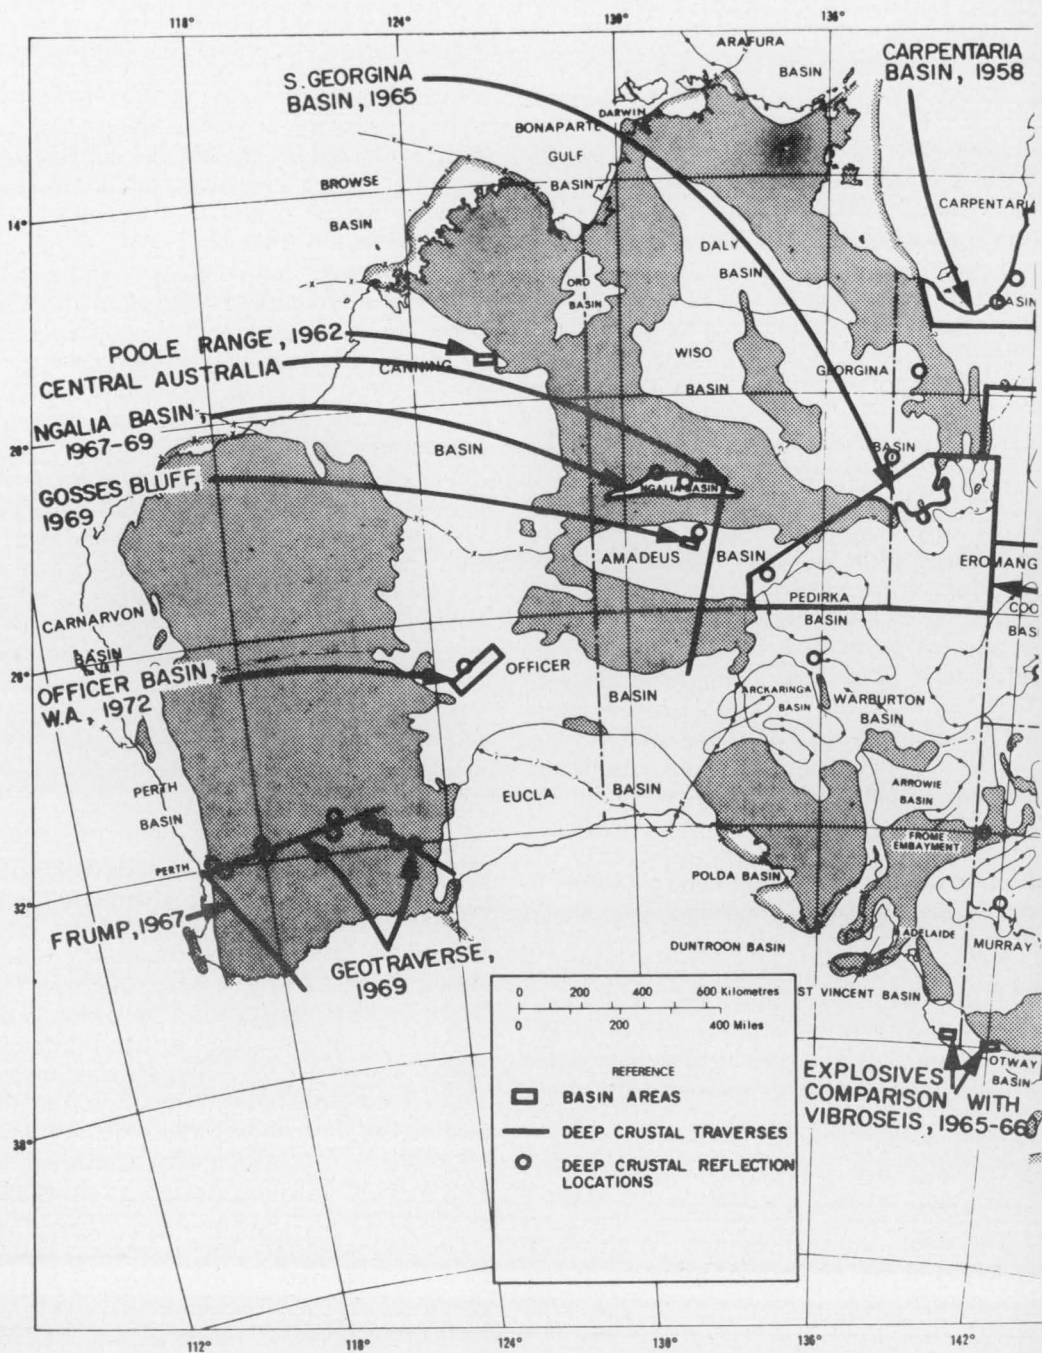 118° 124° 130° 136°
ARAFURA
BASIN
CARPENTARIA
BASIN, 1958
S. GEORGINA
BASIN, 1965
DARWIN
BONAPARTE
GULF
BASIN
BROWSE
BASIN
14°
CARPENTARIA
BASIN
DALY
BASIN
ORD
BASIN
POOLE RANGE, 1962
CENTRAL AUSTRALIA
CANNING
BASIN
WISO
BASIN
GEORGINA
BASIN
NGALIA BASIN,
1967-69
20°
NGALIA BASIN
GOSSES BLUFF,
1969
AMADEUS
BASIN
EROMANG
COO
BAS
PEDIRKA
BASIN
CARNARVON
BASIN
26°
OFFICER BASIN,
W.A., 1972
OFFICER
BASIN
ARCKARINGA
BASIN
WARBURTON
BASIN
PERTH
BASIN
EUCLA
BASIN
ARROWIE
BASIN
FROME
EMBAYMENT
PERTH
POLDA BASIN
32°
FRUMP, 1967
GEOTRAVERSE,
1969
DUNTROON BASIN
ADELAIDE
MURRAY
ST VINCENT BASIN
0 200 400 600 Kilometres
0 200 400 Miles
REFERENCE
BASIN AREAS
DEEP CRUSTAL TRAVERSES
DEEP CRUSTAL REFLECTION
LOCATIONS
OTWAY
BASIN
EXPLOSIVES
COMPARISON WITH
VIBROSEIS, 1965-66
38°
112° 118° 124° 130° 136° 142°